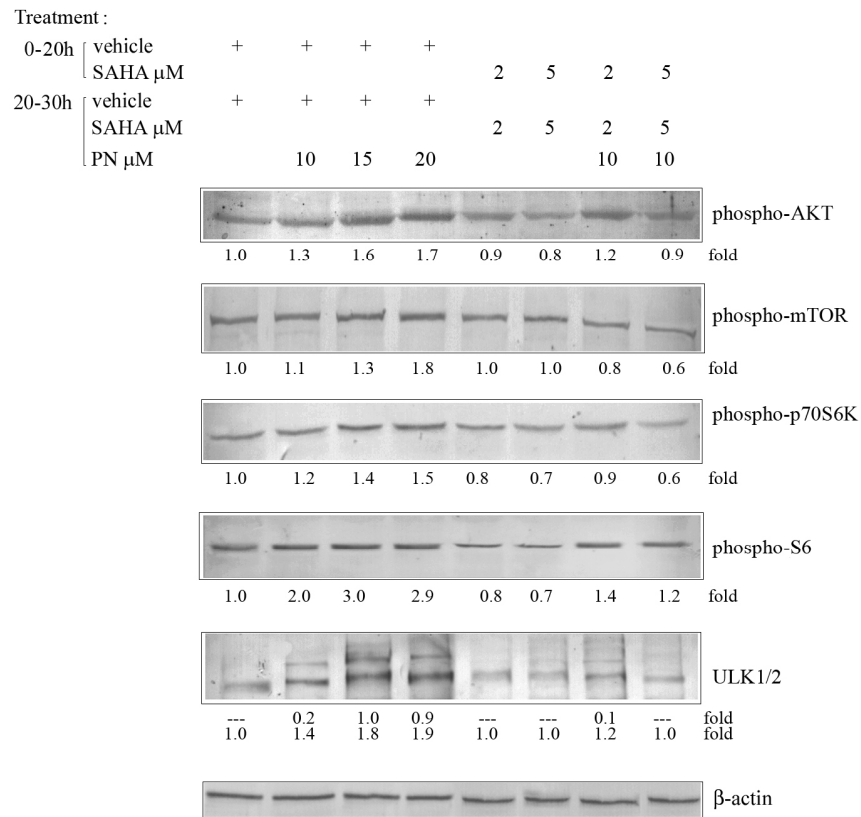 Treatment :
0-20h vehicle + + + +
SAHA μM 2 5 2 5
20-30h vehicle + + + +
SAHA μM 2 5 2 5
PN μM 10 15 20 10 10
phospho-AKT
1.0 1.3 1.6 1.7 0.9 0.8 1.2 0.9 fold
phospho-mTOR
1.0 1.1 1.3 1.8 1.0 1.0 0.8 0.6 fold
phospho-p70S6K
1.0 1.2 1.4 1.5 0.8 0.7 0.9 0.6 fold
phospho-S6
1.0 2.0 3.0 2.9 0.8 0.7 1.4 1.2 fold
ULK1/2
--- 0.2 1.0 0.9 --- --- 0.1 --- fold
1.0 1.4 1.8 1.9 1.0 1.0 1.2 1.0 fold
β-actin